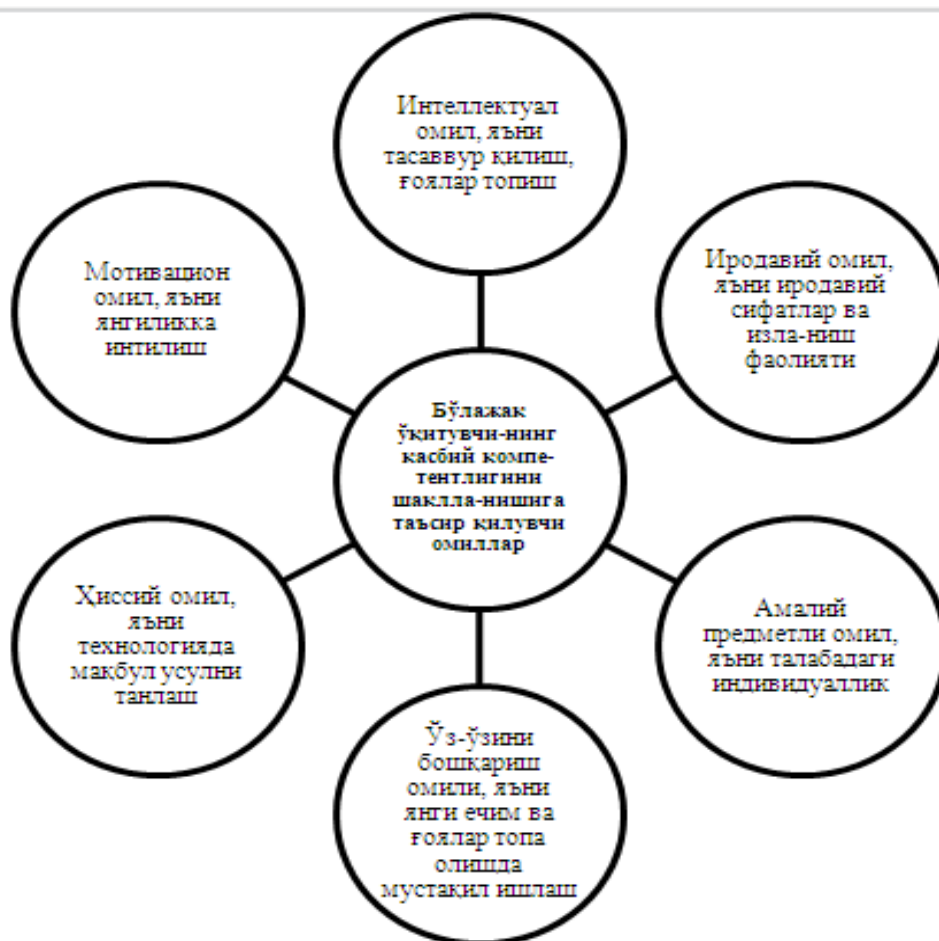 Интеллектуал
омил, яъни
тасаввур қилиш,
ғоялар топиш
Мотивацион
омил, яъни
янгиликка
интилиш
Иродавий омил,
яъни иродавий
сифатлар ва
изла-ниш
фаолияти
Бўлажак
ўқитувчи-нинг
касбий компе-
тентлигини
шаклла-нишига
таъсир қилувчи
омиллар
Ҳиссий омил,
яъни
технологияда
мақбул усулни
танлаш
Амалий
предметли омил,
яъни талабадаги
индивидуаллик
Ўз-ўзини
бошқариш
омили, яъни
янги ечим ва
ғоялар топа
олишда
мустақил ишлаш